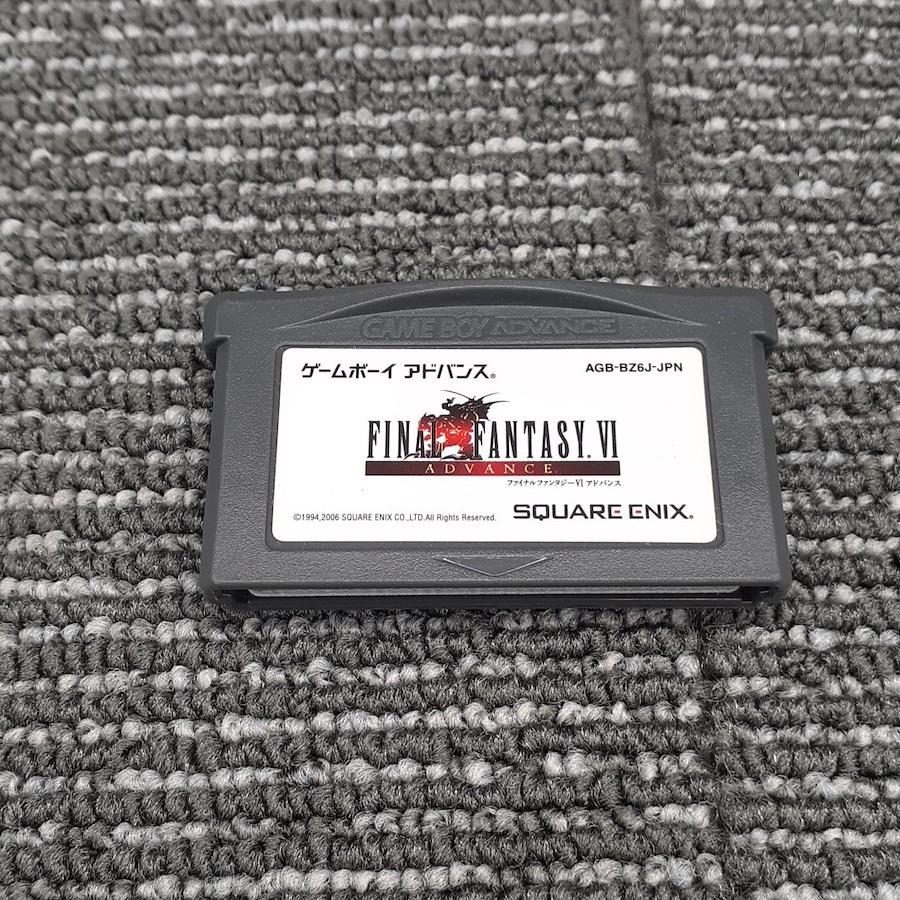 GAME BOY ADVANCE
ゲームボーイ アドバンス®
AGB-BZ6J-JPN
FINAL FANTASY. VI
ADVANCE.
ファイナルファンタジーVI アドバンス
©1994,2006 SQUARE ENIX CO.,LTD.All Rights Reserved.
SQUARE ENIX®